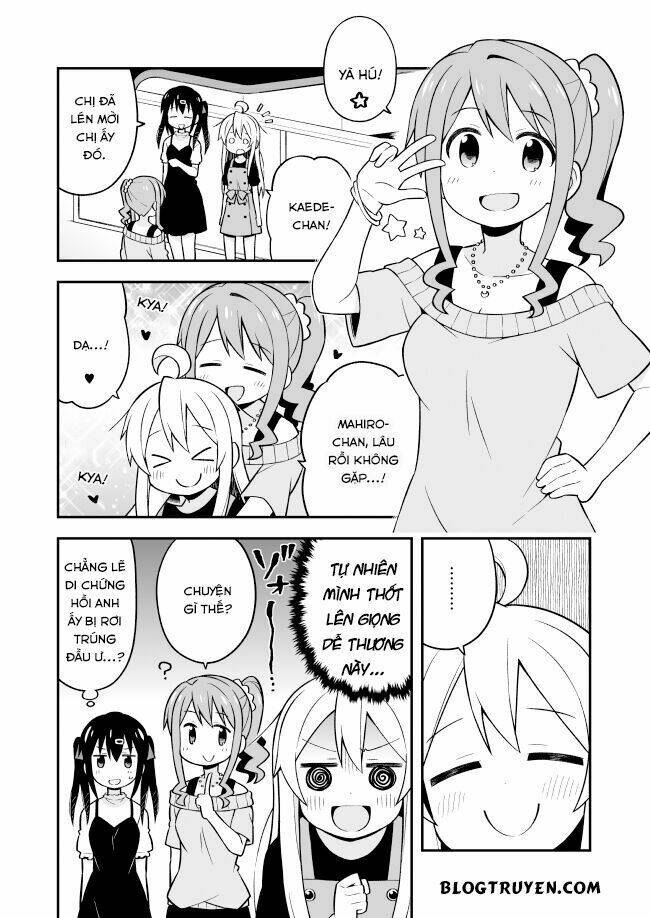 YÃ HÚ!
CHỊ ĐÃ
LÉN MỜI
CHỊ ẤY
ĐÓ.
KAEDE-
CHAN!
KYA!
DẠ...!
MAHIRO-
CHAN, LÂU
RỒI KHÔNG
GẶP...!
KYA!
.........
TỰ NHIÊN
MÌNH THỐT
LÊN GIỌNG
DỄ THƯƠNG
NÀY...
CHUYỆN
GÌ THẾ?
?
CHẲNG LẼ
DI CHỨNG
HỒI ANH
ẤY BỊ RƠI
TRÚNG
ĐẦU Ư...?
BLOGTRUYEN.COM